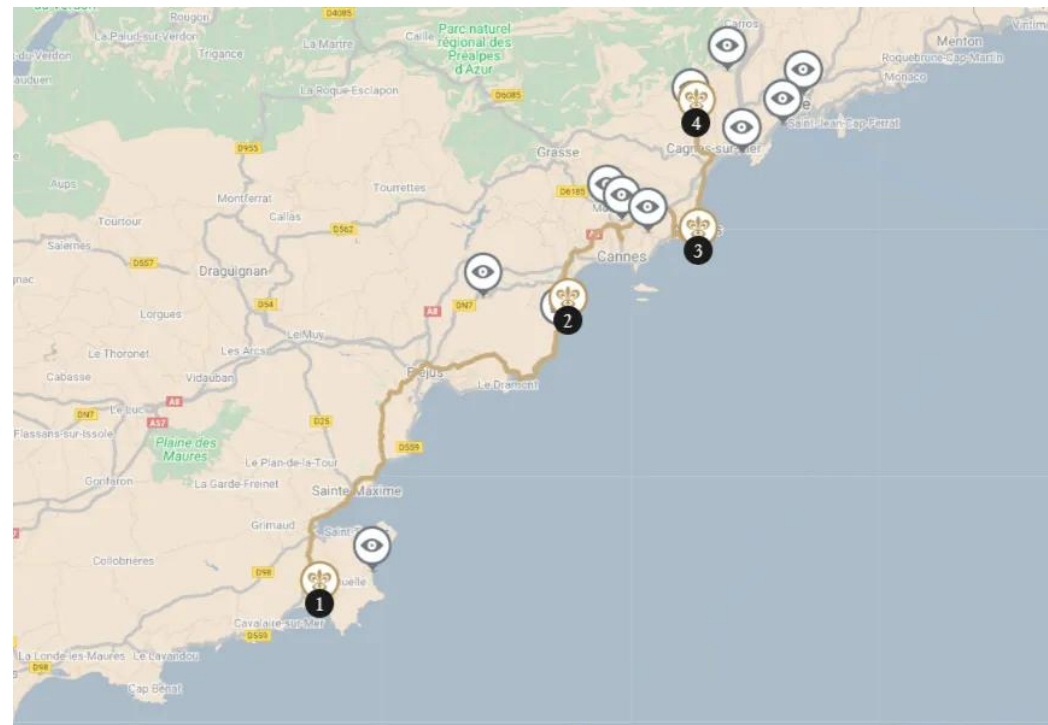 D4085
Rougon
La Palud-sur-Verdon
Trigance
La Martre
Caille
Parc naturel
régional des
Préalpes
d'Azur
Carros
Menton
Roquebrune-Cap-Martin
Monaco
La Roque-Esclapon
D6085
4
Saint-Jean-Cap-Ferrat
D955
Grasse
Cagnes-sur-Mer
Aups
Tourrettes
D6185
Montferrat
Tourtour
Callas
D562
Salernes
D557
3
Cannes
Draguignan
DN7
A8
D54
2
Lorgues
Le Muy
Le Thoronet
Les Arcs
Cabasse
Vidauban
Fréjus
Le Dramont
A8
DN7
Le Luc
A57
D25
Flassans-sur-Issole
Plaine des
Maures
D559
Le Plan-de-la-Tour
Gonfaron
La Garde-Freinet
Sainte-Maxime
Grimaud
Collobrières
D98
1
Cavalaire-sur-Mer
D559
La Londe-les-Maures
Le Lavandou
D98
Cap Bénat